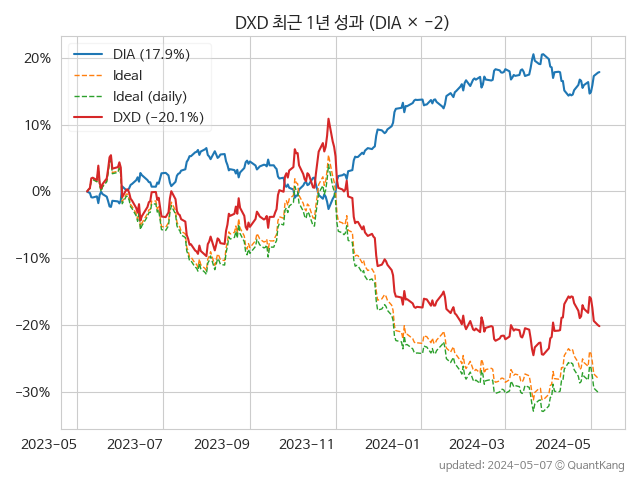 DXD 최근 1년 성과 (DIA × −2)
DIA (17.9%)
Ideal
Ideal (daily)
DXD (−20.1%)
20%
10%
0%
−10%
−20%
−30%
2023-05
2023-07
2023-09
2023-11
2024-01
2024-03
2024-05
updated: 2024-05-07 © QuantKang